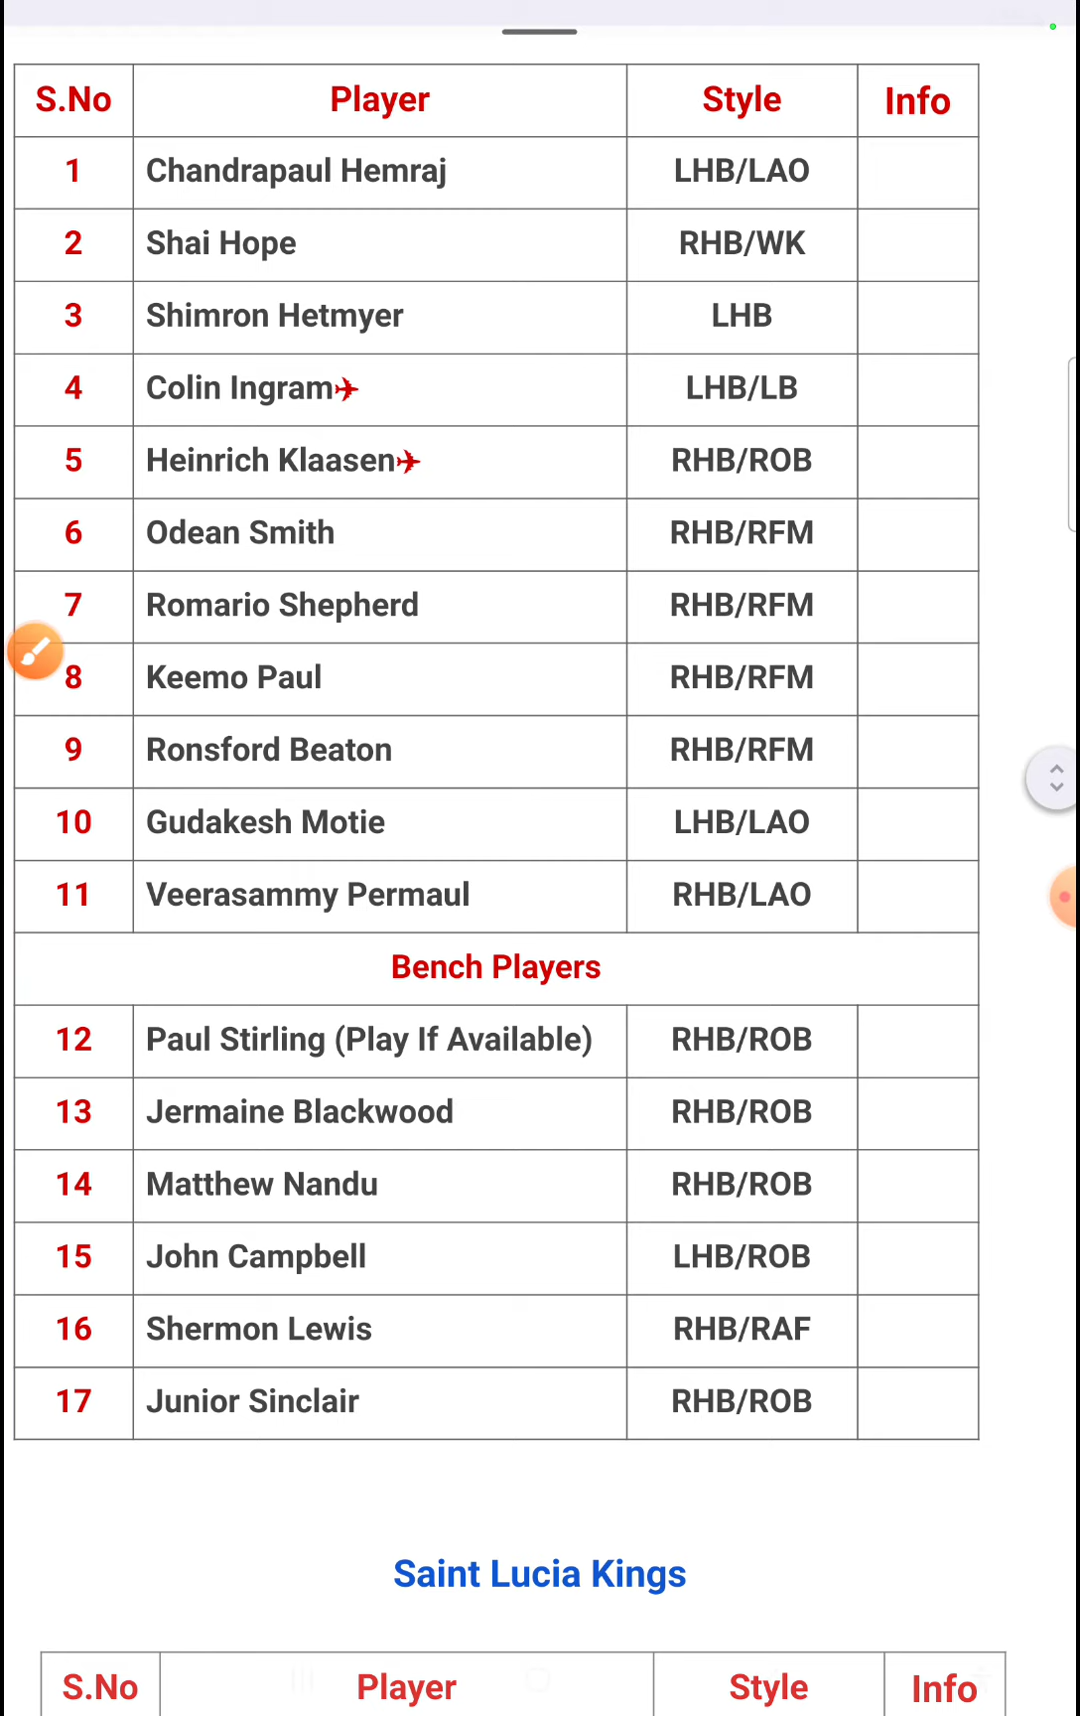 S.No Player Style Info
1 Chandrapaul Hemraj LHB/LAO
2 Shai Hope RHB/WK
3 Shimron Hetmyer LHB
4 Colin Ingram✈ LHB/LB
5 Heinrich Klaasen✈ RHB/ROB
6 Odean Smith RHB/RFM
7 Romario Shepherd RHB/RFM
8 Keemo Paul RHB/RFM
9 Ronsford Beaton RHB/RFM
10 Gudakesh Motie LHB/LAO
11 Veerasammy Permaul RHB/LAO
Bench Players
12 Paul Stirling (Play If Available) RHB/ROB
13 Jermaine Blackwood RHB/ROB
14 Matthew Nandu RHB/ROB
15 John Campbell LHB/ROB
16 Shermon Lewis RHB/RAF
17 Junior Sinclair RHB/ROB
Saint Lucia Kings
S.No Player Style Info